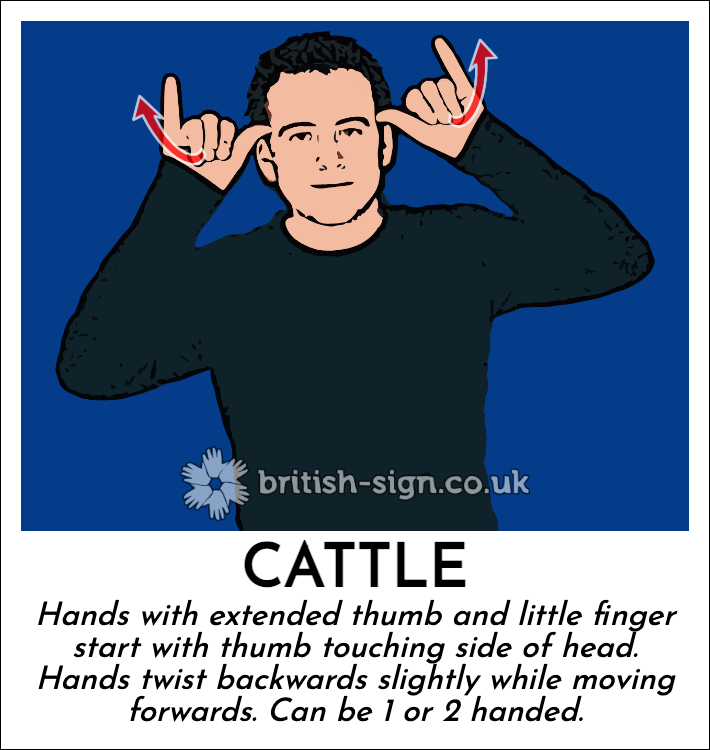 british-sign.co.uk
CATTLE
Hands with extended thumb and little finger
start with thumb touching side of head.
Hands twist backwards slightly while moving
forwards. Can be 1 or 2 handed.